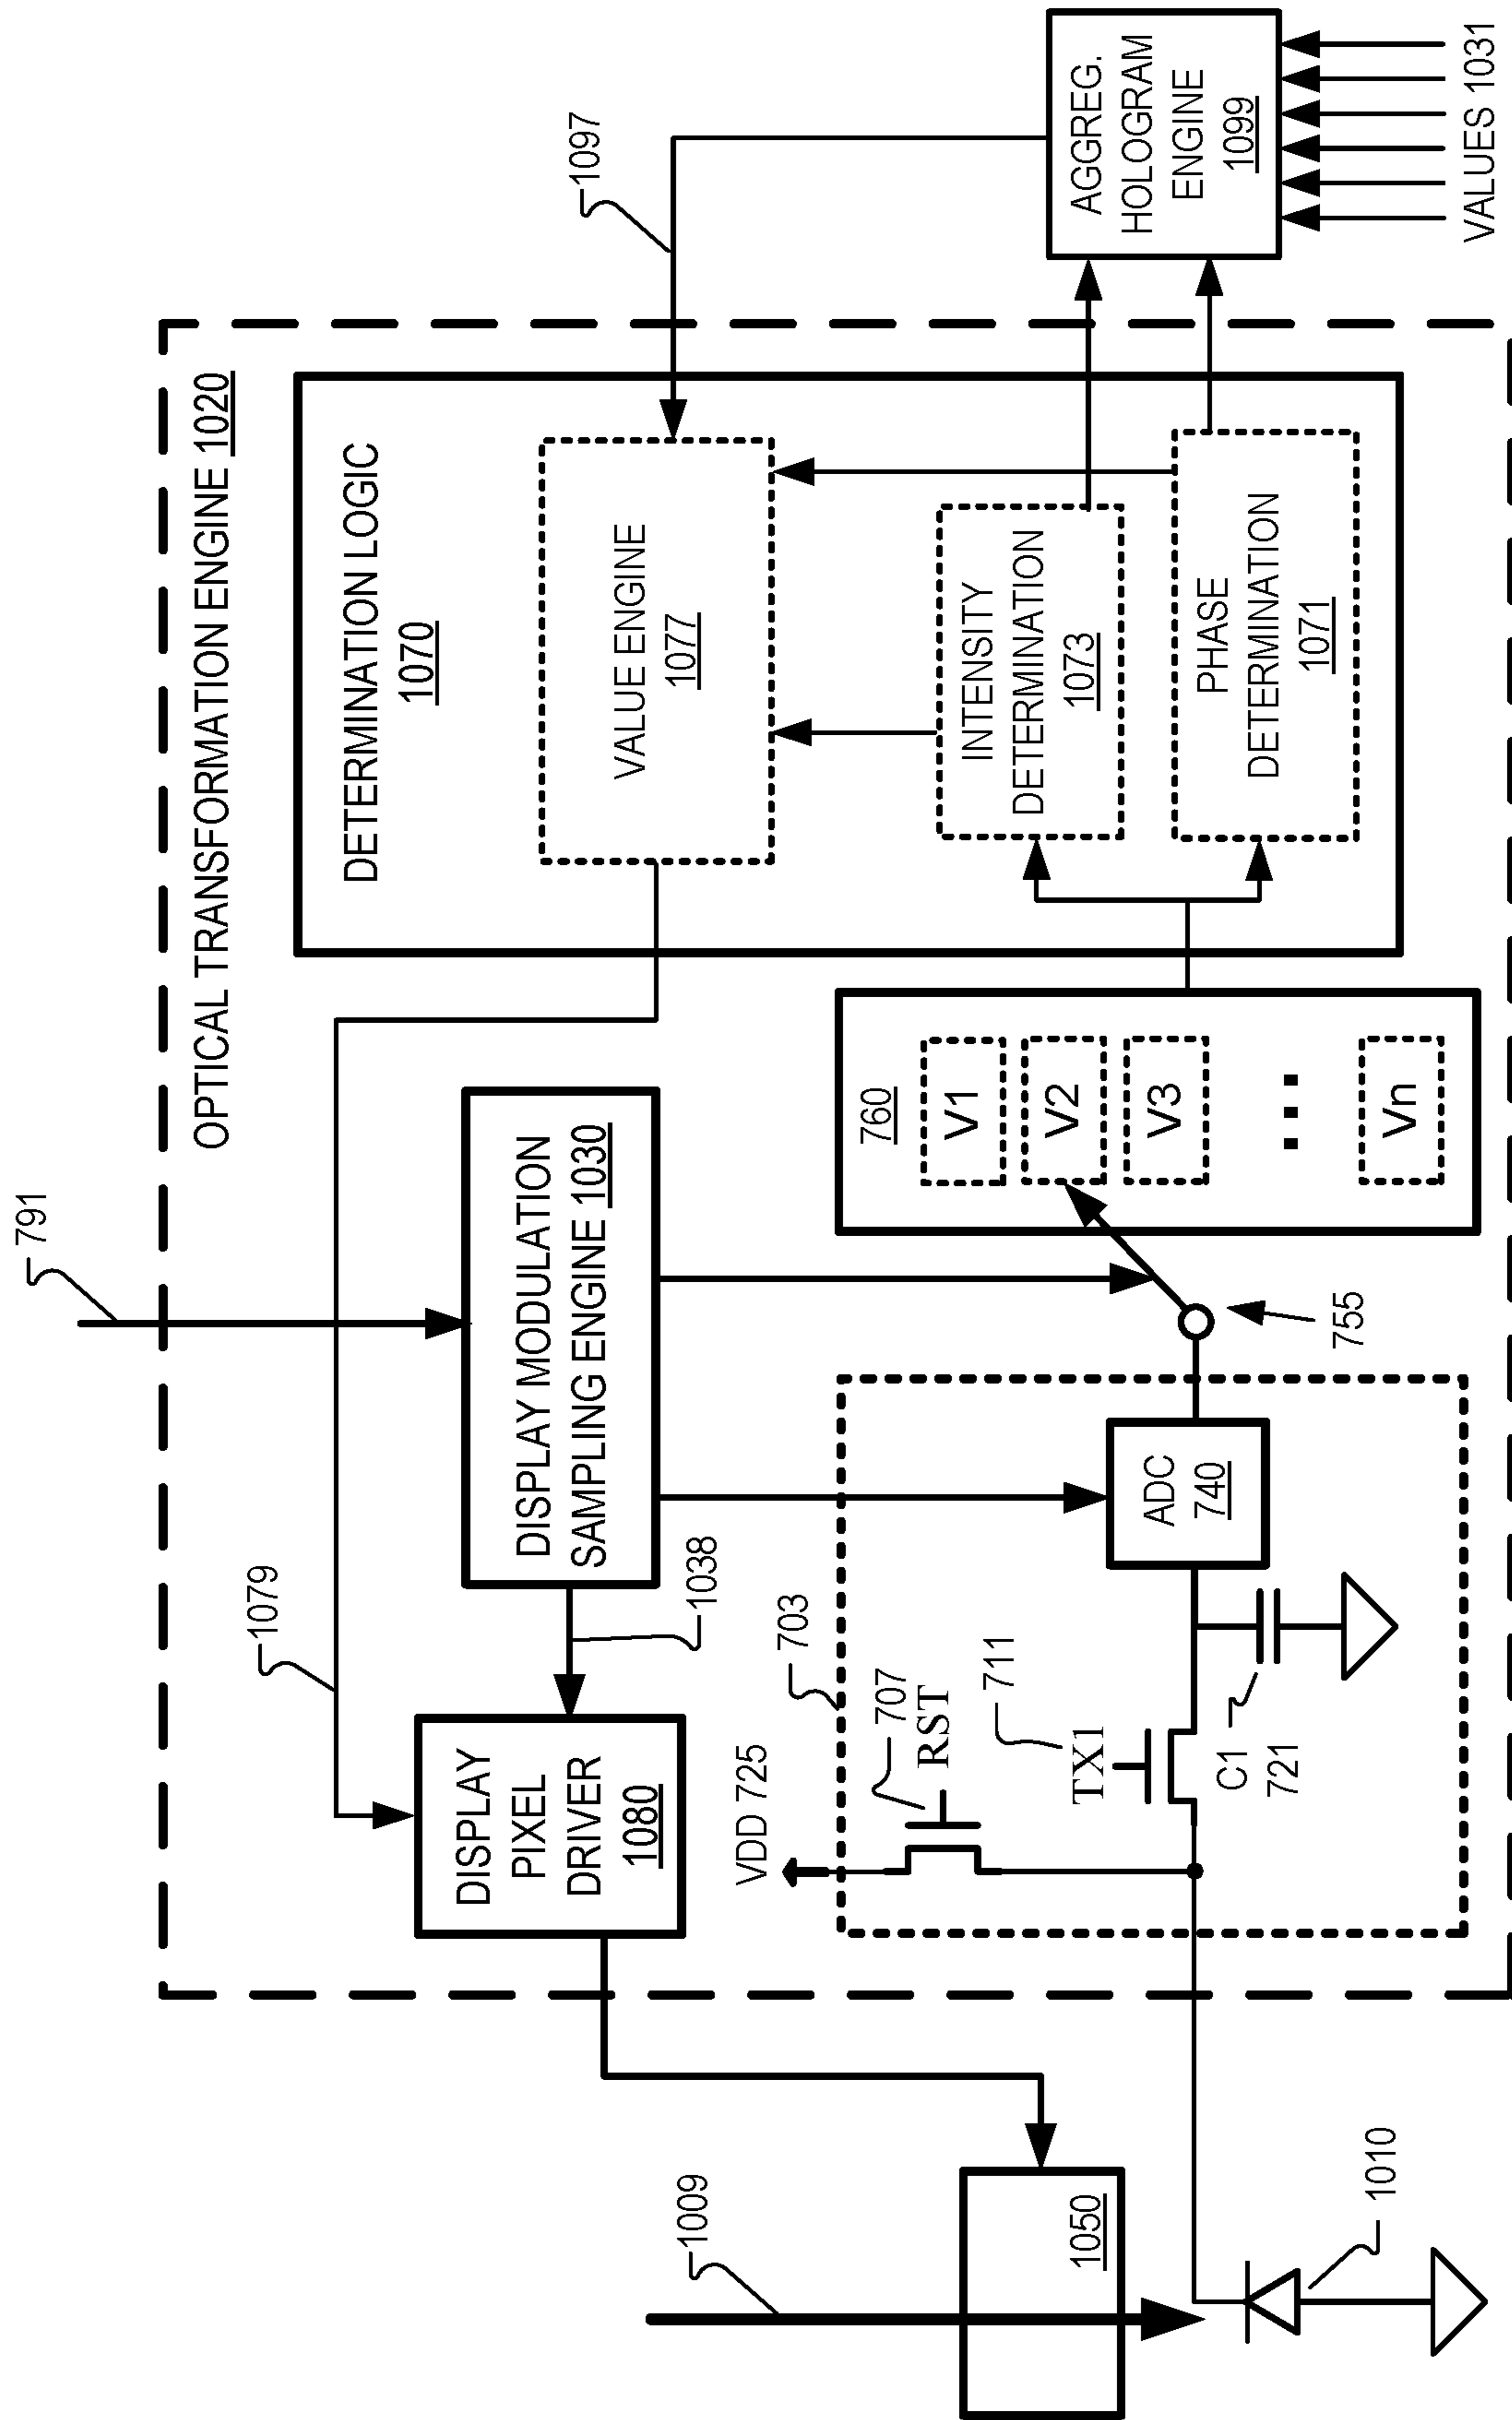 791
1079
OPTICAL TRANSFORMATION ENGINE 1020
1097
DISPLAY
PIXEL
DRIVER
1080
1038
DISPLAY MODULATION
SAMPLING ENGINE 1030
DETERMINATION LOGIC
1070
VALUE ENGINE
1077
INTENSITY
DETERMINATION
1073
PHASE
DETERMINATION
1071
AGGREG.
HOLOGRAM
ENGINE
1099
VALUES 1031
1009
1050
1010
VDD 725
703
707
RST
711
TX1
C1
721
ADC
740
755
760
V1
V2
V3
Vn